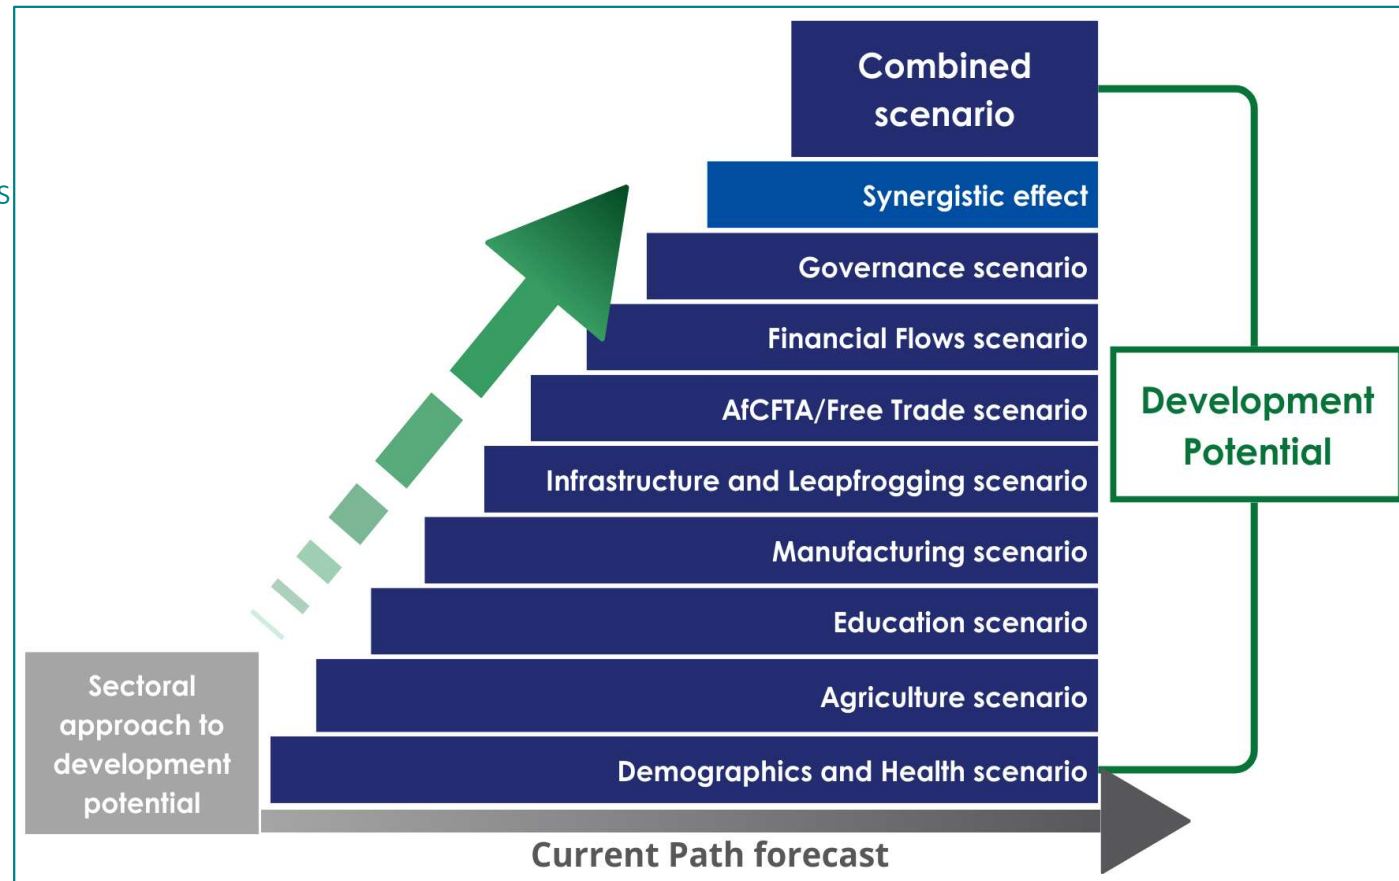 Combined
scenario
S
Synergistic effect
Governance scenario
Financial Flows scenario
AfCFTA/Free Trade scenario
Development
Potential
Infrastructure and Leapfrogging scenario
Manufacturing scenario
Education scenario
Sectoral
approach to
development
potential
Agriculture scenario
Demographics and Health scenario
Current Path forecast